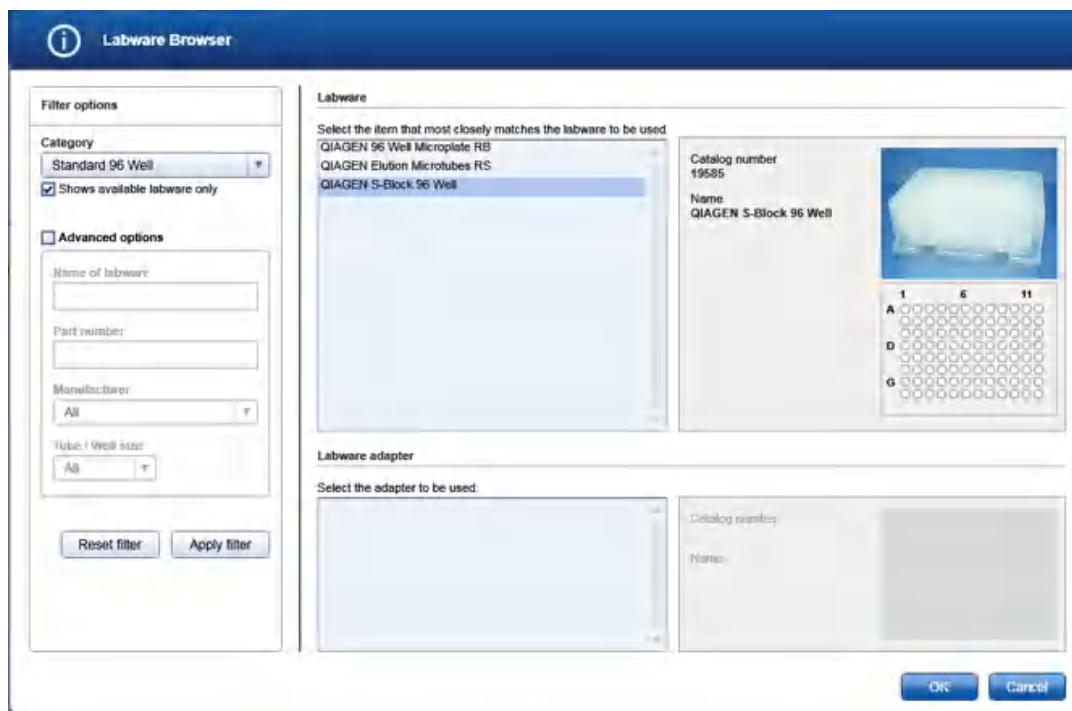 Labware Browser
Filter options
Category
Standard 96 Well
Shows available labware only
Advanced options
Name of labware
Part number
Manufacturer
All
Tube / Well size
All
Reset filter
Apply filter
Labware
Select the item that most closely matches the labware to be used
QIAGEN 96 Well Microplate RB
QIAGEN Elution Microtubes RS
QIAGEN S-Block 96 Well
Catalog number
19585
Name
QIAGEN S-Block 96 Well
1 6 11
A
D
G
Labware adapter
Select the adapter to be used.
Catalog number
Name
OK
Cancel